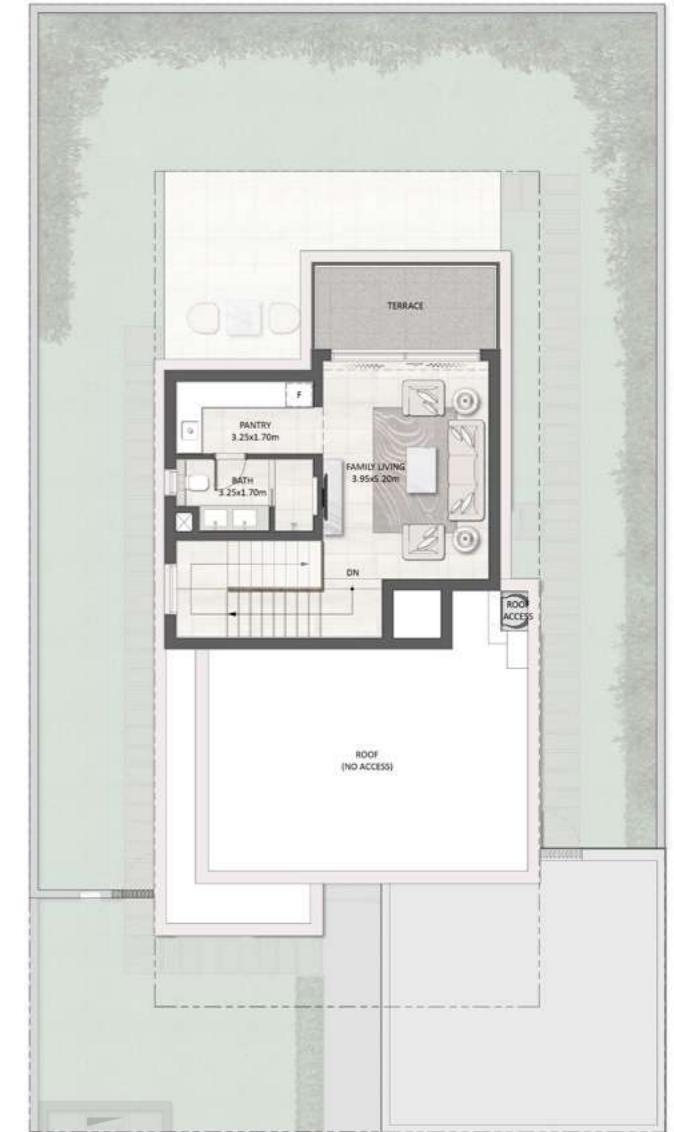 TERRACE
F
PANTRY
3.25x1.70m
FAMILY LIVING
3.95x5.20m
BATH
3.25x1.70m
DN
ROOF
ACCESS
ROOF
(NO ACCESS)